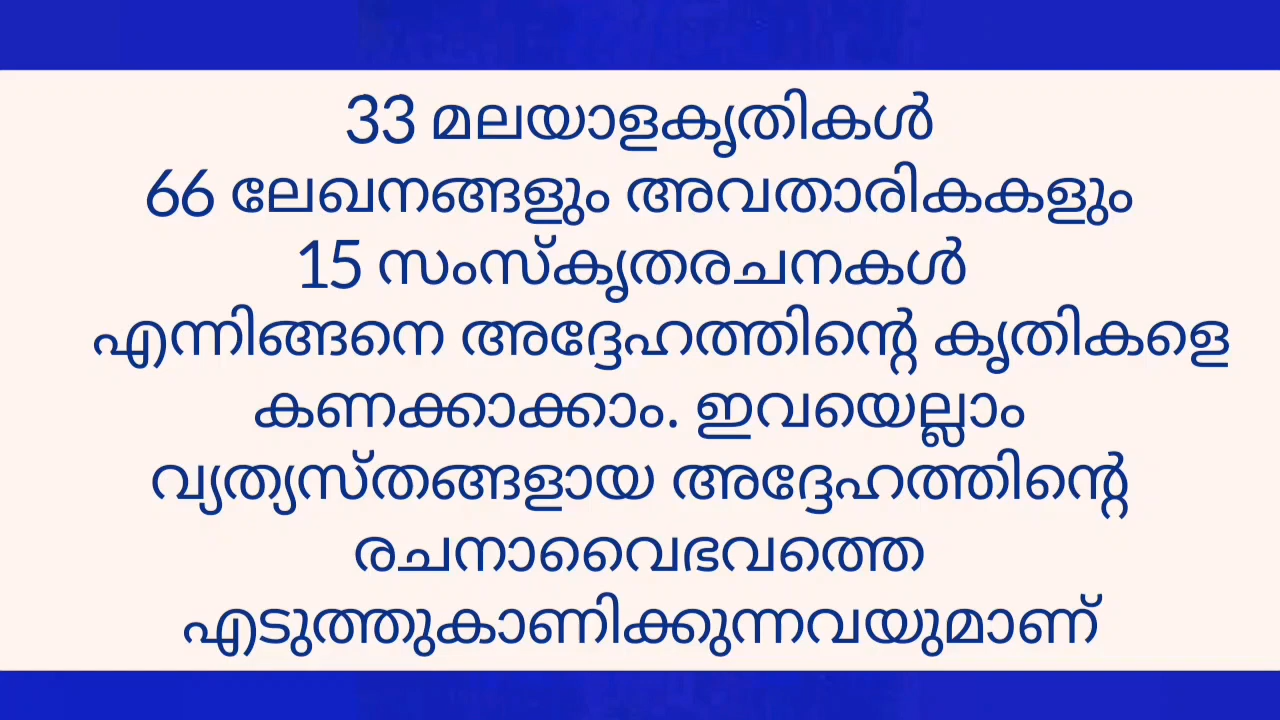 33 മലയാളകൃതികൾ
66 ലേഖനങ്ങളും അവതാരികകളും
15 സംസ്കൃതരചനകൾ
എന്നിങ്ങനെ അദ്ദേഹത്തിന്റെ കൃതികളെ
കണക്കാക്കാം. ഇവയെല്ലാം
വ്യത്യസ്തങ്ങളായ അദ്ദേഹത്തിന്റെ
രചനാവൈഭവത്തെ
എടുത്തുകാണിക്കുന്നവയുമാണ്